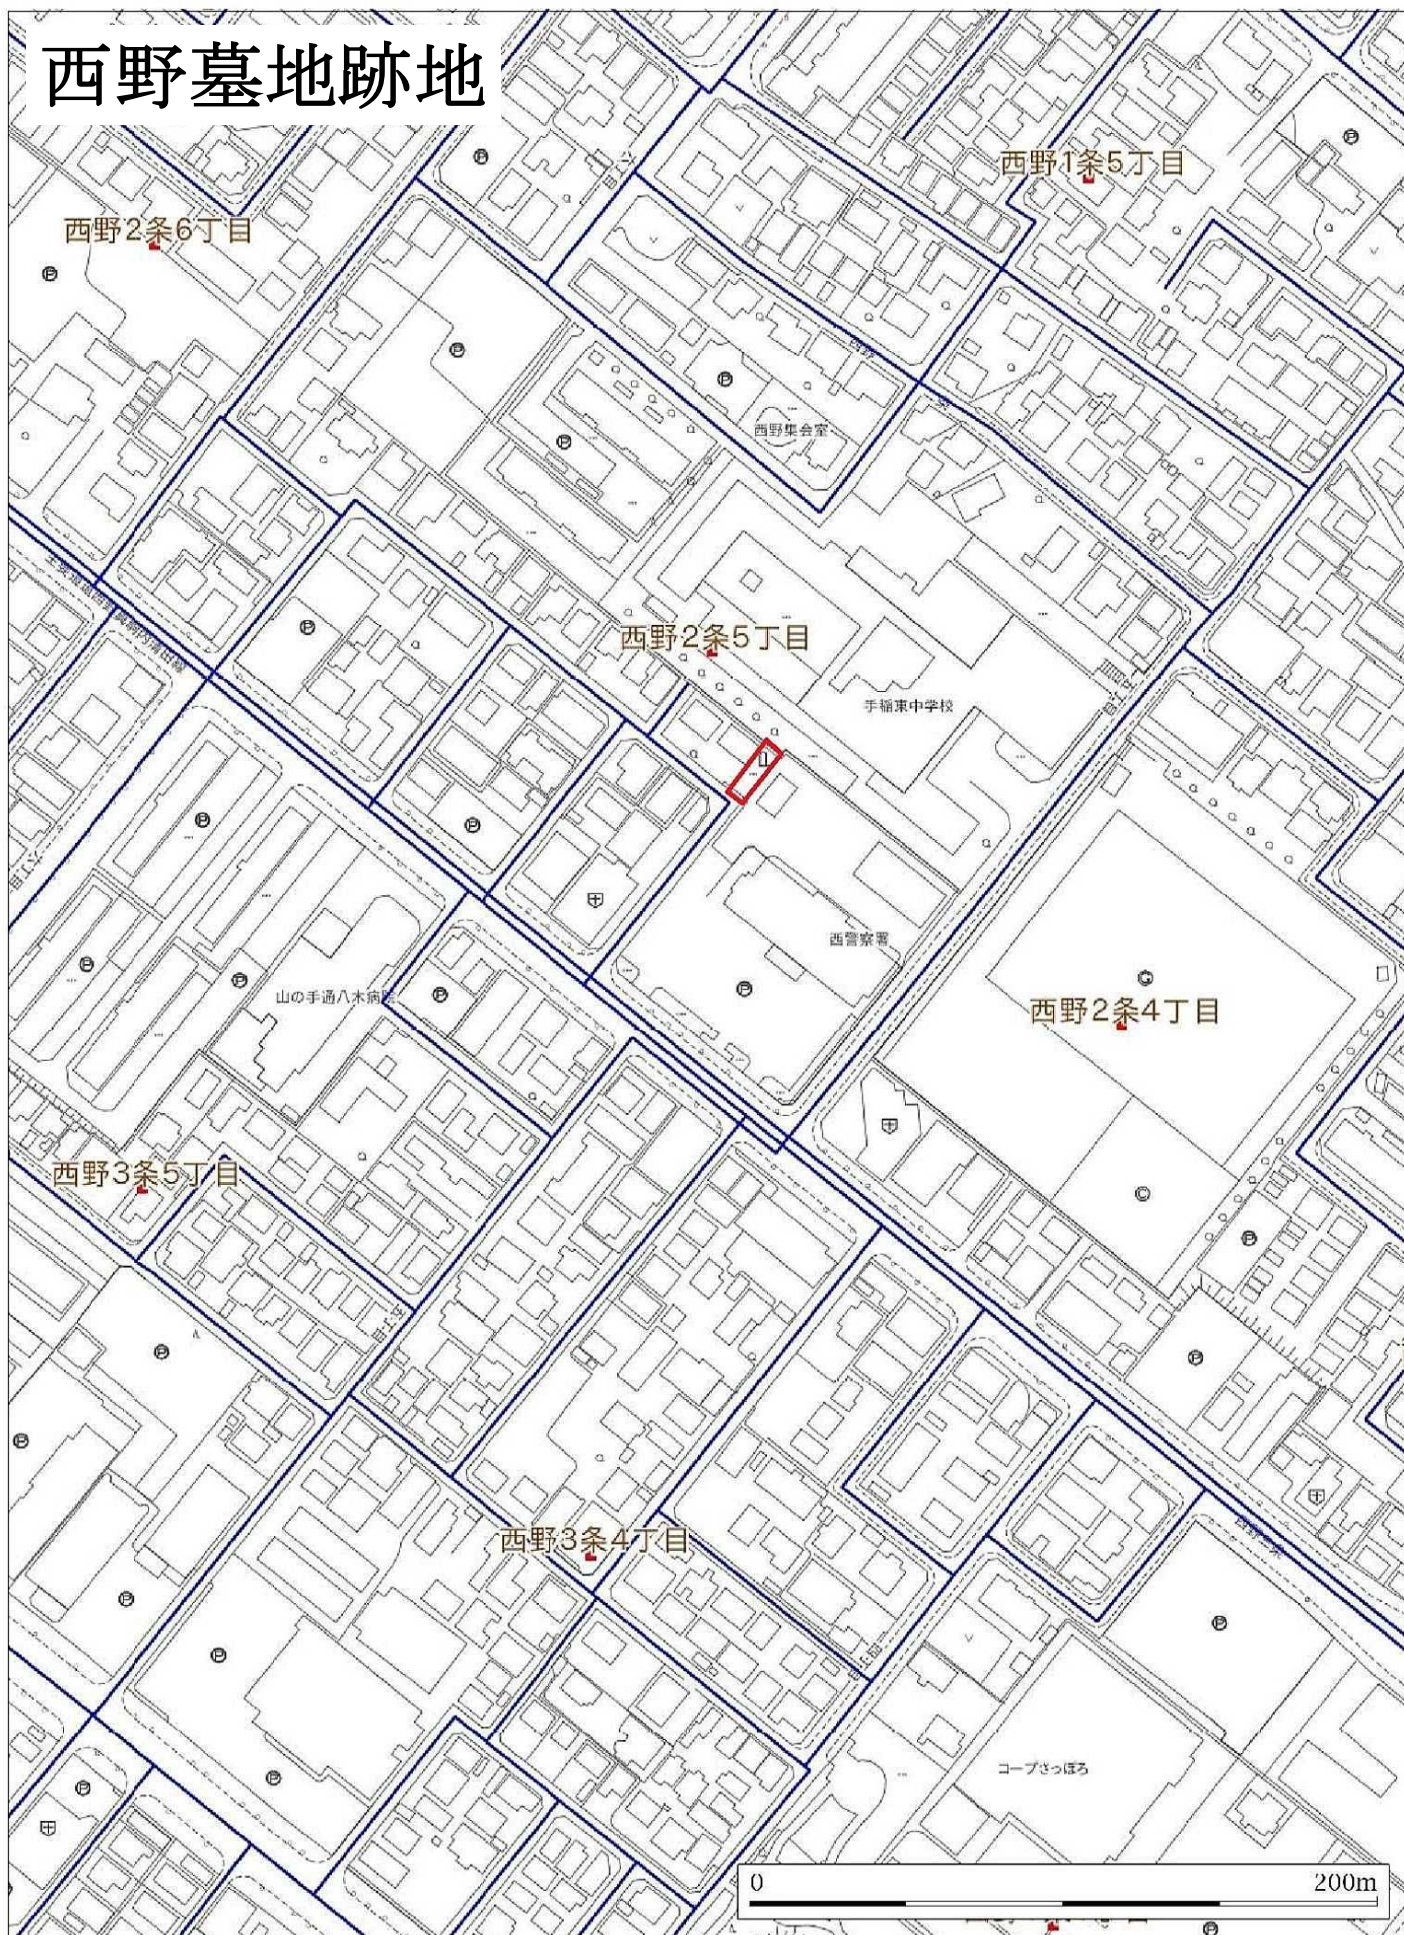 西野墓地跡地
西野1条5丁目
西野2条6丁目
西野
西野集会室
西野2条5丁目
手稲東中学校
西警察署
山の手通八木病院
西野2条4丁目
西野3条5丁目
西野3条4丁目
コープさっぽろ
0 200m